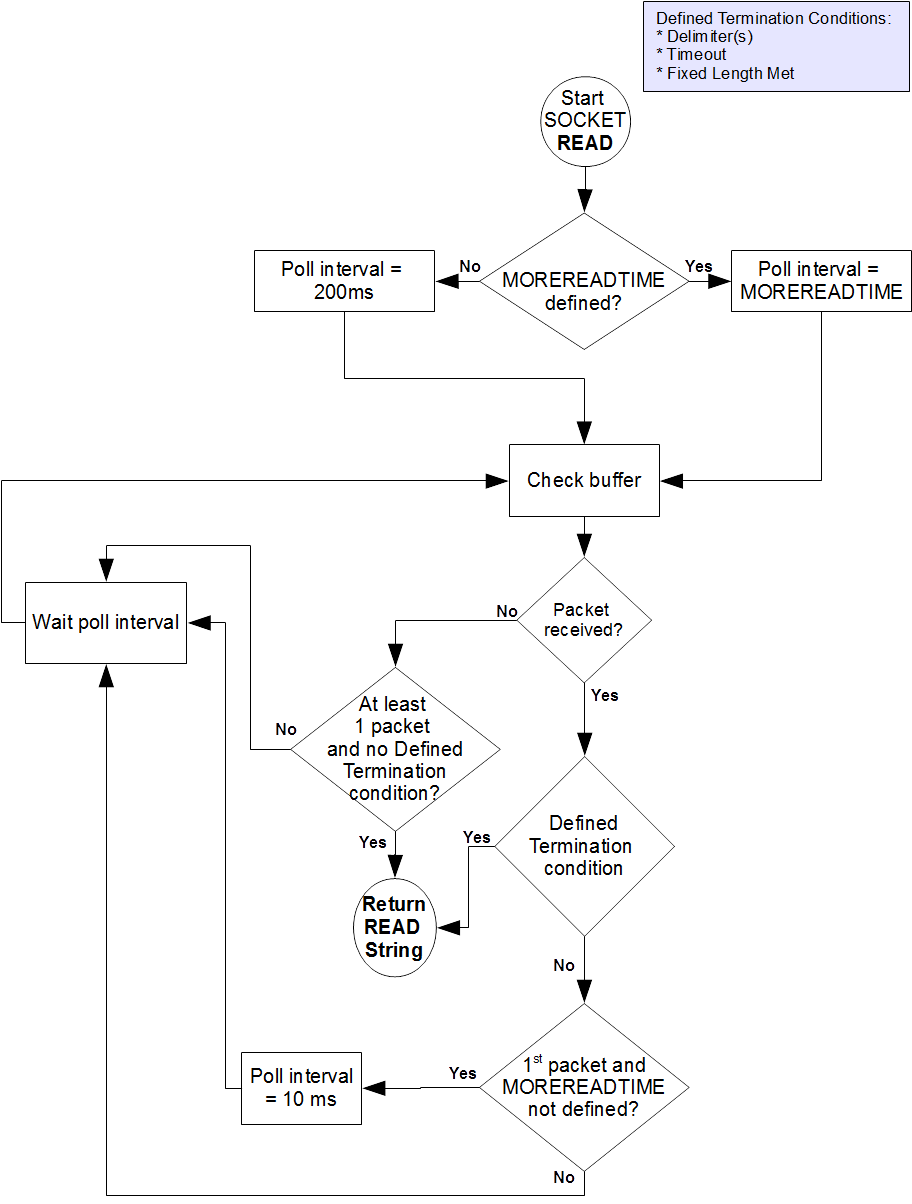 Defined Termination Conditions:
* Delimiter(s)
* Timeout
* Fixed Length Met
Start
SOCKET
READ
No
Yes
Poll interval =
200ms
MOREREADTIME
defined?
Poll interval =
MOREREADTIME
Check buffer
Wait poll interval
No
Packet
received?
Yes
At least
1 packet
and no Defined
Termination
condition?
No
Yes
Yes
Defined
Termination
condition
Return
READ
String
No
Poll interval
= 10 ms
Yes
1st packet and
MOREREADTIME
not defined?
No